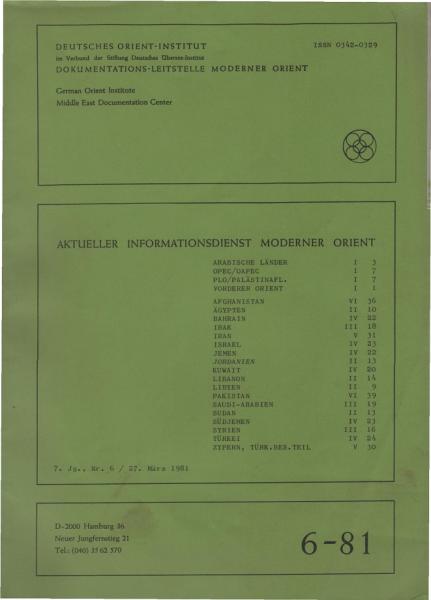 DEUTSCHES ORIENT-INSTITUT ISSN 0342-0329
im Verbund der Stiftung Deutsches Übersee-Institut
DOKUMENTATIONS-LEITSTELLE MODERNER ORIENT
German Orient Institute
Middle East Documentation Center
AKTUELLER INFORMATIONSDIENST MODERNER ORIENT
ARABISCHE LÄNDER I 3
OPEC/OAPEC I 7
PLO/PALÄSTINAFL. I 7
VORDERER ORIENT I 1
AFGHANISTAN VI 36
ÄGYPTEN II 10
BAHRAIN IV 22
IRAK III 18
IRAN V 31
ISRAEL IV 23
JEMEN IV 22
JORDANIEN II 13
KUWAIT IV 20
LIBANON II 14
LIBYEN II 9
PAKISTAN VI 39
SAUDI-ARABIEN III 19
SUDAN II 13
SÜDJEMEN IV 23
SYRIEN III 16
TÜRKEI IV 24
ZYPERN, TÜRK.BES.TEIL V 30
7. Jg., Nr. 6 / 27. März 1981
D-2000 Hamburg 36
Neuer Jungfernstieg 21
Tel.: (040) 35 62 570
6-81